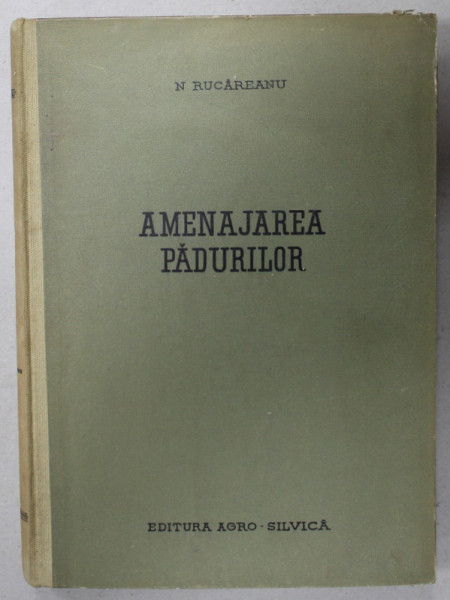 N RUCĂREANU
AMENAJAREA
PĂDURILOR
EDITURA AGRO-SILVICĂ